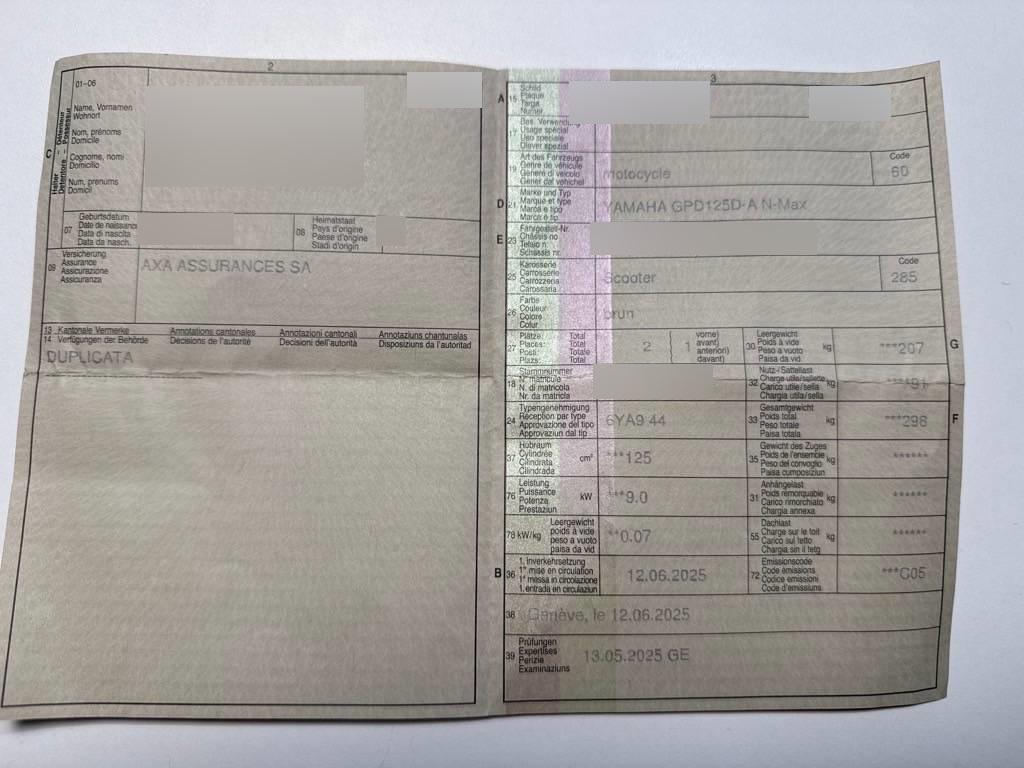 2
01-06
Halter
Détenteur
Detentore
Possessur
C
Name, Vornamen
Wohnort
Nom, prénoms
Domicile
Cognome, nomi
Domicilio
Num, prenums
Domicil
07
Geburtsdatum
Date de naissance
Data di nascita
Data da nasch.
08
Heimatstaat
Pays d'origine
Paese d'origine
Stadi d'origin
09
Versicherung
Assurance
Assicurazione
Assicuranza
AXA ASSURANCES SA
13 Kantonale Vermerke Annotations cantonales Annotazioni cantonali Annotaziuns chantunalas
14 Verfügungen der Behörde Décisions de l'autorité Decisioni dell'autorità Disposiziuns da l'autoritad
DUPLICATA
3
A 15
Schild
Plaque
Targa
Numer
17
Bes. Verwendung
Usage spécial
Uso speciale
Diever spezial
19
Art des Fahrzeugs
Genre de véhicule
Genere di veicolo
Gener dal vehichel
motocycle
Code
60
D 21
Marke und Typ
Marque et type
Marca e tipo
Marca e tip
YAMAHA GPD125D-A N-Max
E 23
Fahrgestell-Nr.
Châssis no
Telaio n.
Schassis nr.
25
Karosserie
Carrosserie
Carrozzeria
Carossaria
Scooter
Code
285
26
Farbe
Couleur
Colore
Colur
brun
27
Plätze: Total
Places: Total
Posti: Totale
Plazs: Total
2
1
vorne)
avant)
anteriori)
davant)
30
Leergewicht
Poids à vide
Peso a vuoto
Paisa da vid
kg
***207
G
18
Stammnummer
N° matricule
N. di matricola
Nr. da matricla
32
Nutz-/Sattellast
Charge utile/sellette
Carico utile/sella
Chargia utila/sella
kg
****91
24
Typengenehmigung
Réception par type
Approvazione del tipo
Approvaziun dal tip
6YA9 44
33
Gesamtgewicht
Poids total
Peso totale
Paisa totala
kg
***298
F
37
Hubraum
Cylindrée
Cilindrata
Cilindrada
cm³
***125
35
Gewicht des Zuges
Poids de l'ensemble
Peso del convoglio
Paisa cumposiziun
kg
******
76
Leistung
Puissance
Potenza
Prestaziun
kW
***9.0
31
Anhängelast
Poids remorquable
Carico rimorchiato
Chargia annexa
kg
******
78 kW/kg
Leergewicht
poids à vide
peso a vuoto
paisa da vid
**0.07
55
Dachlast
Charge sur le toit
Carico sul tetto
Chargia sin il tetg
kg
******
B 36
1. Inverkehrsetzung
1re mise en circulation
1a messa in circolazione
1. entrada en circulaziun
12.06.2025
72
Emissionscode
Code émissions
Codice emissioni
Code d'emissiuns
***C05
38
Genève, le 12.06.2025
39
Prüfungen
Expertises
Perizie
Examinaziuns
13.05.2025 GE